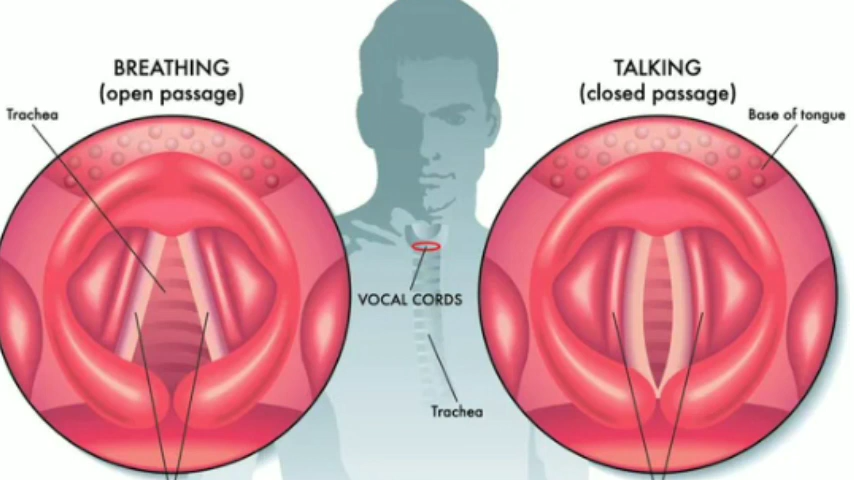 BREATHING
(open passage)
Trachea
TALKING
(closed passage)
Base of tongue
VOCAL CORDS
Trachea